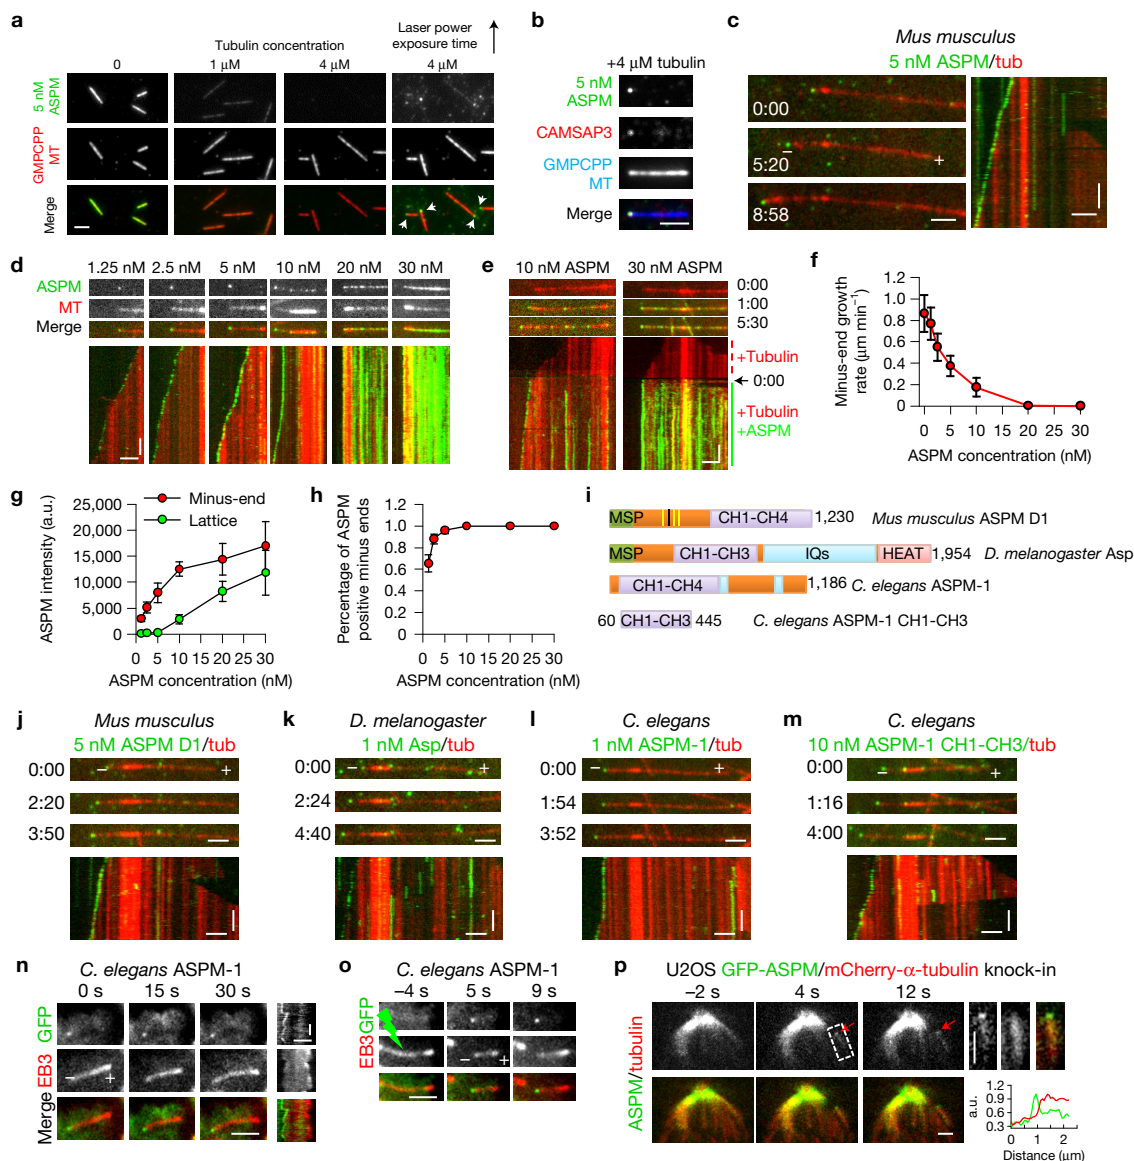 a
Tubulin concentration
Laser power
exposure time
0
1 µM
4 µM
4 µM
5 nM
ASPM
GMPCPP
MT
Merge
b
+4 µM tubulin
5 nM
ASPM
CAMSAP3
GMPCPP
MT
Merge
c
Mus musculus
5 nM ASPM/tub
0:00
5:20
– +
8:58
d
1.25 nM 2.5 nM 5 nM 10 nM 20 nM 30 nM
ASPM
MT
Merge
e
10 nM ASPM 30 nM ASPM
0:00
1:00
5:30
+Tubulin
0:00
+Tubulin
+ASPM
f
Minus-end growth
rate (µm min⁻¹)
1.2
1.0
0.8
0.6
0.4
0.2
0
0 5 10 15 20 25 30
ASPM concentration (nM)
g
ASPM intensity (a.u.)
25,000
20,000
15,000
10,000
5,000
0
Minus-end
Lattice
0 5 10 15 20 25 30
ASPM concentration (nM)
h
Percentage of ASPM
positive minus ends
1.2
1.0
0.8
0.6
0.4
0.2
0
0 5 10 15 20 25 30
ASPM concentration (nM)
i
MSP CH1-CH4 1,230 Mus musculus ASPM D1
MSP CH1-CH3 IQs HEAT 1,954 D. melanogaster Asp
CH1-CH4 1,186 C. elegans ASPM-1
60 CH1-CH3 445 C. elegans ASPM-1 CH1-CH3
j
Mus musculus
5 nM ASPM D1/tub
0:00 – +
2:20
3:50
k
D. melanogaster
1 nM Asp/tub
0:00 – +
2:24
4:40
l
C. elegans
1 nM ASPM-1/tub
0:00 – +
1:54
3:52
m
C. elegans
10 nM ASPM-1 CH1-CH3/tub
0:00 – +
1:16
4:00
n
C. elegans ASPM-1
0 s 15 s 30 s
GFP
EB3
– +
Merge
o
C. elegans ASPM-1
–4 s 5 s 9 s
GFP
EB3
– +
p
U2OS GFP-ASPM/mCherry-α-tubulin knock-in
–2 s 4 s 12 s
ASPM/tubulin
a.u.
1.2
0.9
0.6
0.3
0 1 2
Distance (µm)